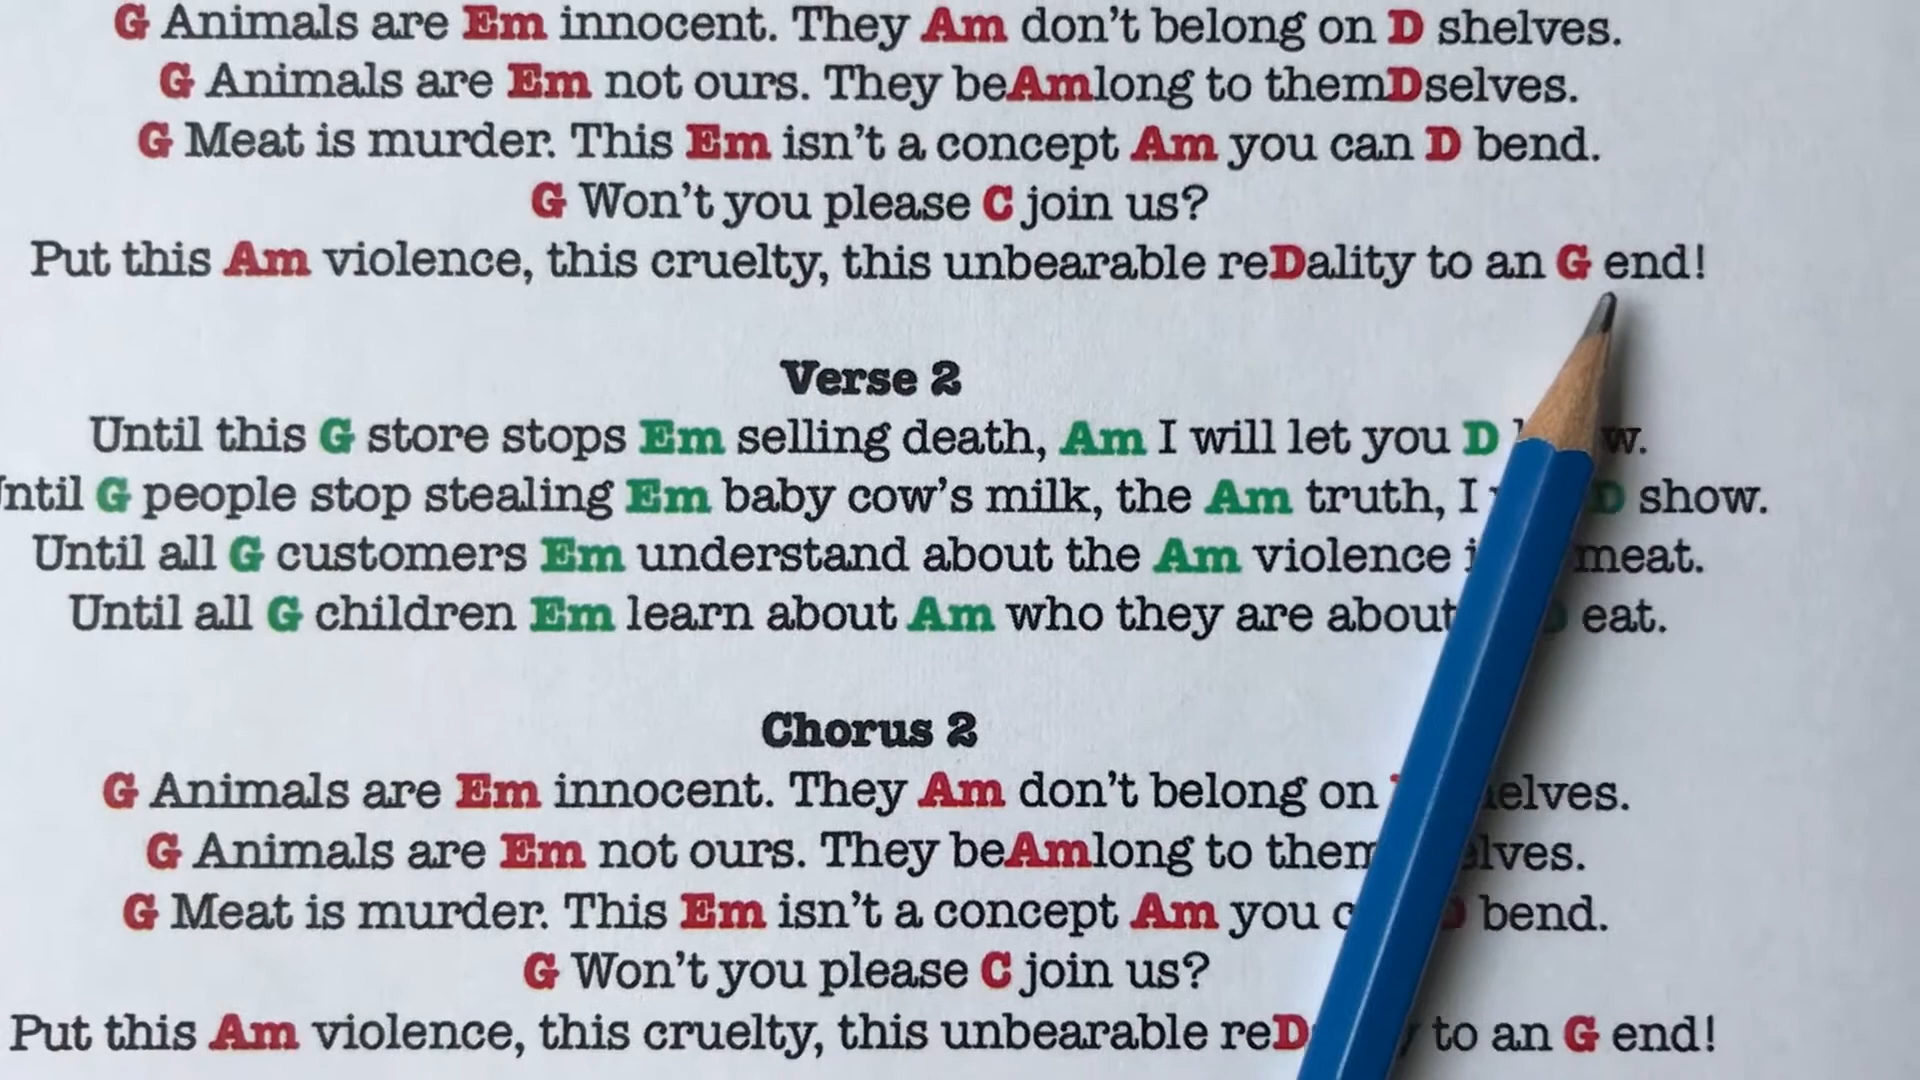 G Animals are Em innocent. They Am don't belong on D shelves.
G Animals are Em not ours. They beAmlong to themDselves.
G Meat is murder. This Em isn't a concept Am you can D bend.
G Won't you please C join us?
Put this Am violence, this cruelty, this unbearable reDality to an G end!
Verse 2
Until this G store stops Em selling death, Am I will let you D
G people stop stealing Em baby cow's milk, the Am truth, I D show.
Until all G customers Em understand about the Am violence meat.
Until all G children Em learn about Am who they are about eat.
Chorus 2
G Animals are Em innocent. They Am don't belong on
G Animals are Em not ours. They beAmlong to
G Meat is murder. This Em isn't a concept Am you bend.
G Won't you please C join us?
Put this Am violence, this cruelty, this unbearable to an G end!